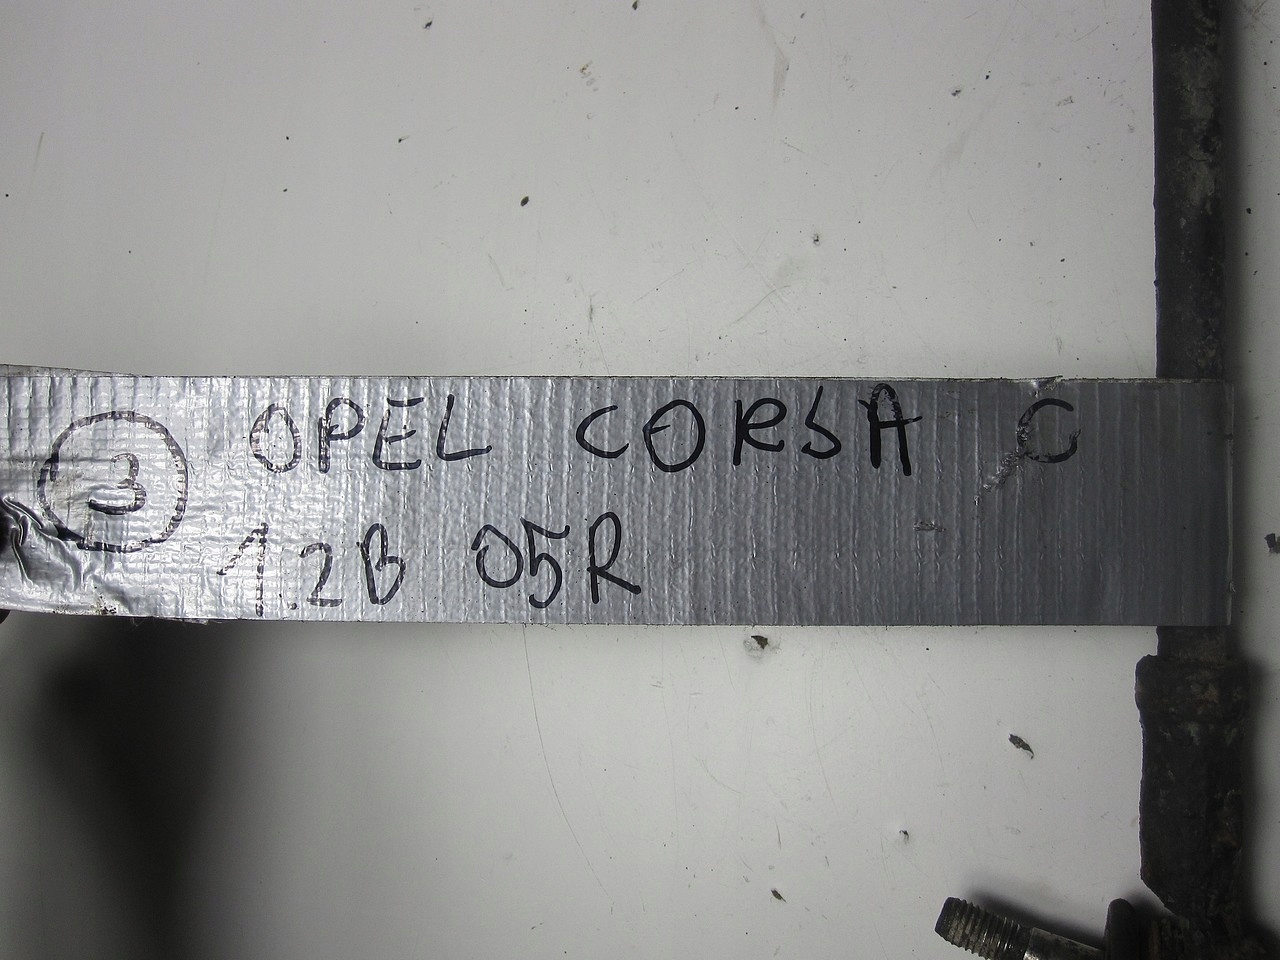 3
OPEL CORSA C
1.2B 05R